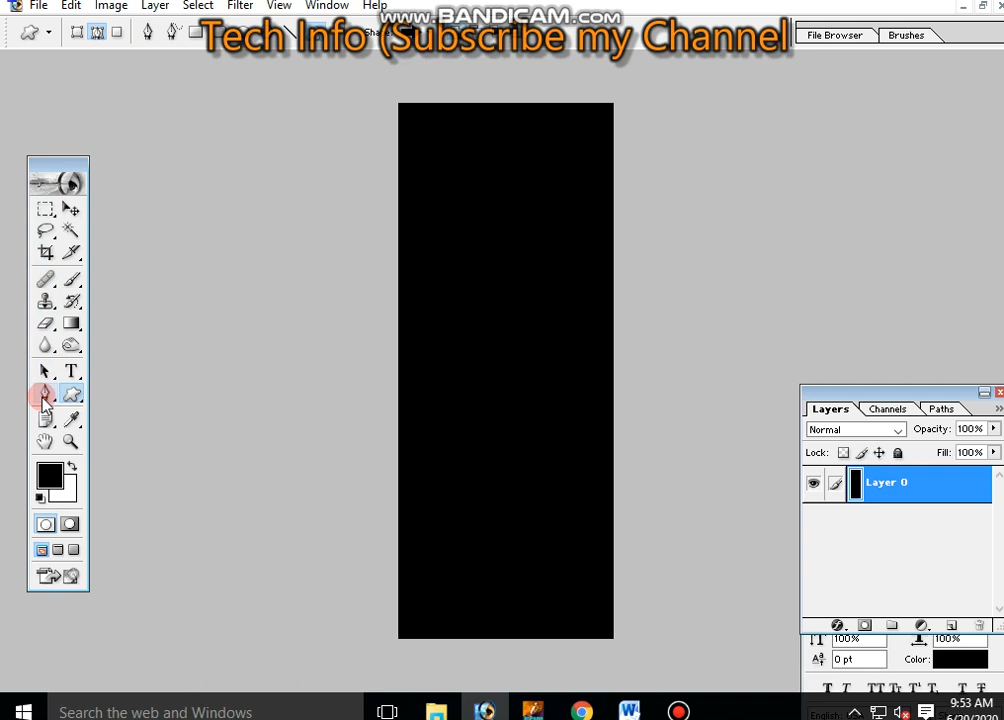 File Edit Image Layer Select Filter View Window Help
www.BANDICAM.com
Tech Info (Subscribe my Channel
File Browser Brushes
Layers Channels Paths
Normal Opacity: 100%
Lock: Fill: 100%
Layer 0
100% 100%
0 pt Color:
Search the web and Windows
9:53 AM